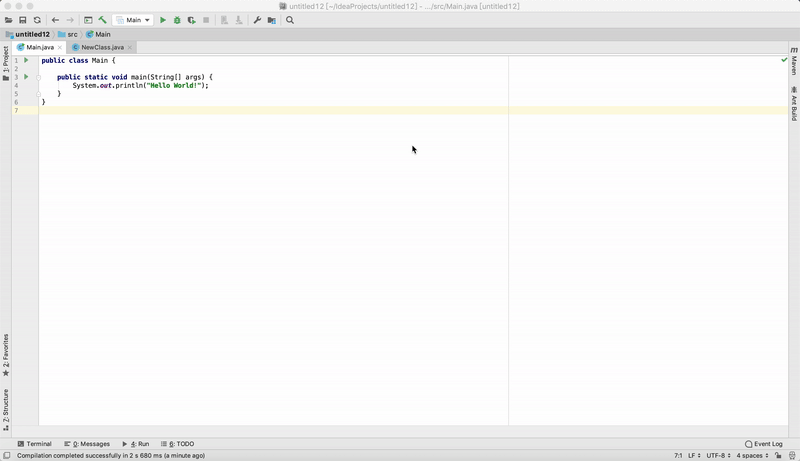 untitled12 [~/IdeaProjects/untitled12] - .../src/Main.java [untitled12]
Main
untitled12 src Main
Main.java NewClass.java
1: Project
1 public class Main {
2
3 public static void main(String[] args) {
4 System.out.println("Hello World!");
5 }
6 }
7
m Maven
Ant Build
2: Favorites
Z: Structure
Terminal 0: Messages 4: Run 6: TODO Event Log
Compilation completed successfully in 2 s 680 ms (a minute ago) 7:1 LF UTF-8 4 spaces